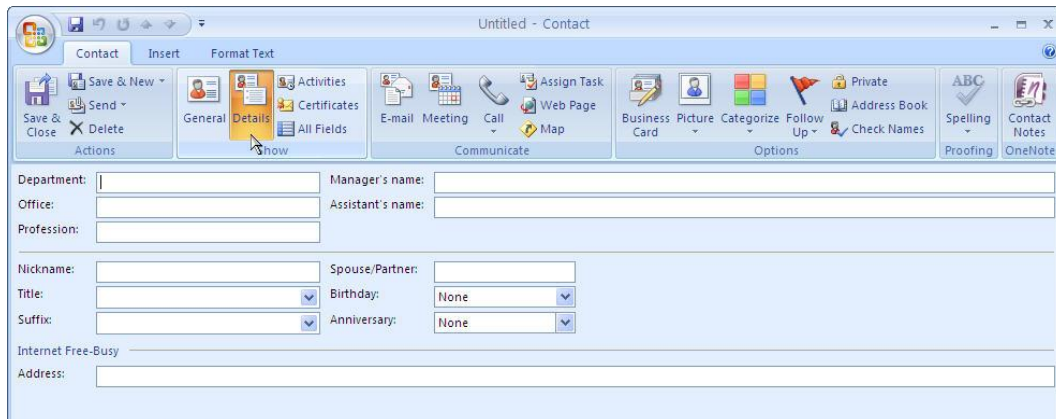 Untitled - Contact
Contact Insert Format Text
Save & Close
Save & New
Send
Delete
Actions
General
Details
Activities
Certificates
All Fields
Show
E-mail
Meeting
Call
Assign Task
Web Page
Map
Communicate
Business Card
Picture
Categorize
Follow Up
Private
Address Book
Check Names
Options
ABC
Spelling
Proofing
Contact Notes
OneNote
Department:
Manager's name:
Office:
Assistant's name:
Profession:
Nickname:
Spouse/Partner:
Title:
Birthday: None
Suffix:
Anniversary: None
Internet Free-Busy
Address: